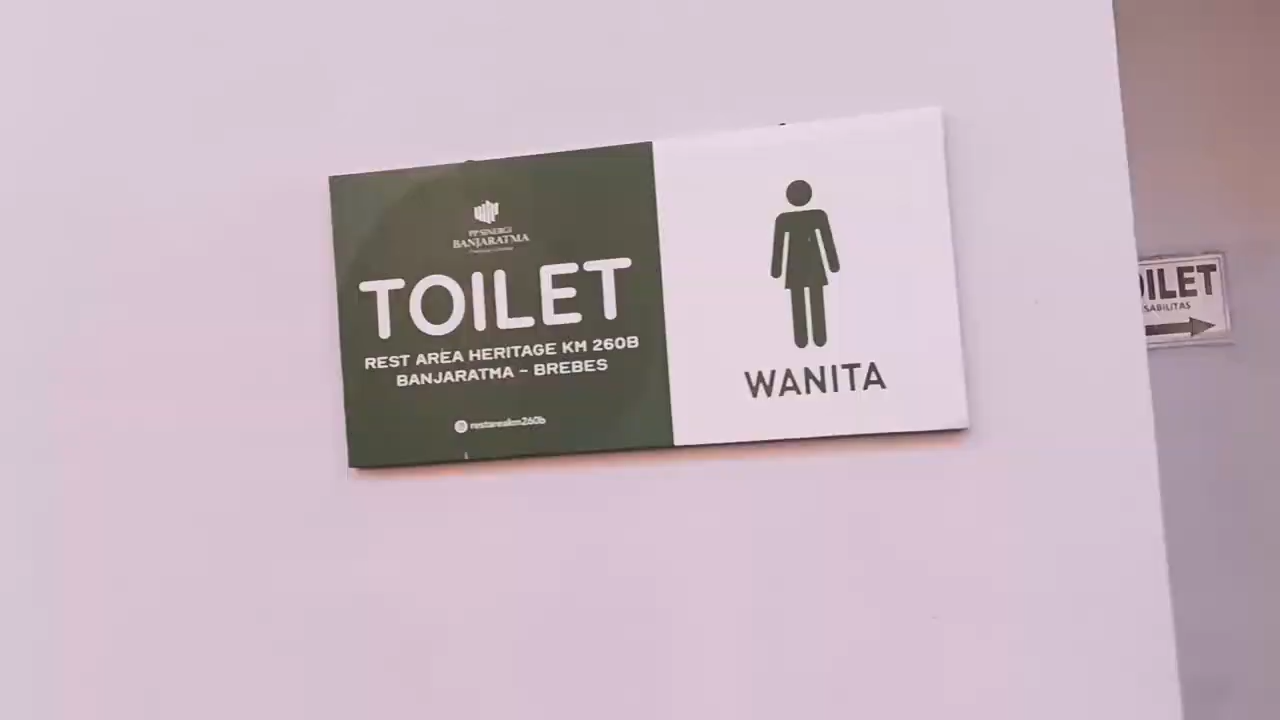 PP SINERGI
BANJARATMA
TOILET
REST AREA HERITAGE KM 260B
BANJARATMA - BREBES
restareakm260b
WANITA
OILET
SABILITAS